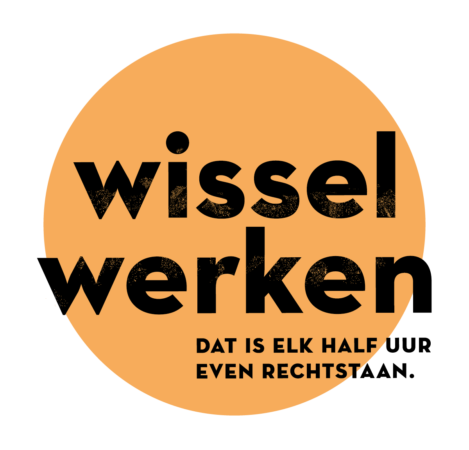 wissel
werken
DAT IS ELK HALF UUR
EVEN RECHTSTAAN.